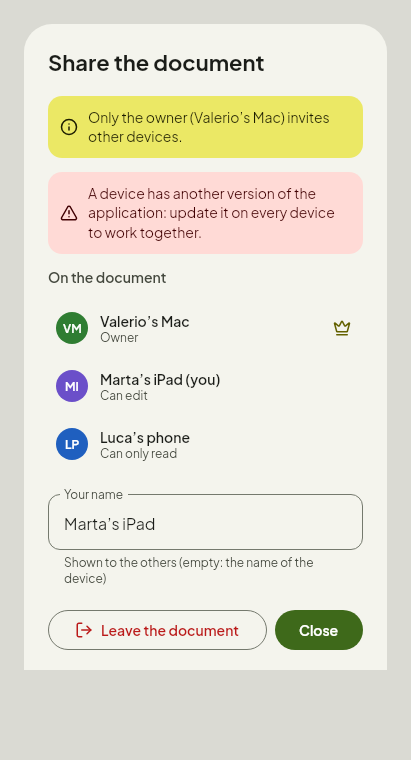 Share the document
Only the owner (Valerio’s Mac) invites
other devices.
A device has another version of the
application: update it on every device
to work together.
On the document
VM
Valerio’s Mac
Owner
MI
Marta’s iPad (you)
Can edit
LP
Luca’s phone
Can only read
Your name
Marta’s iPad
Shown to the others (empty: the name of the
device)
Leave the document
Close